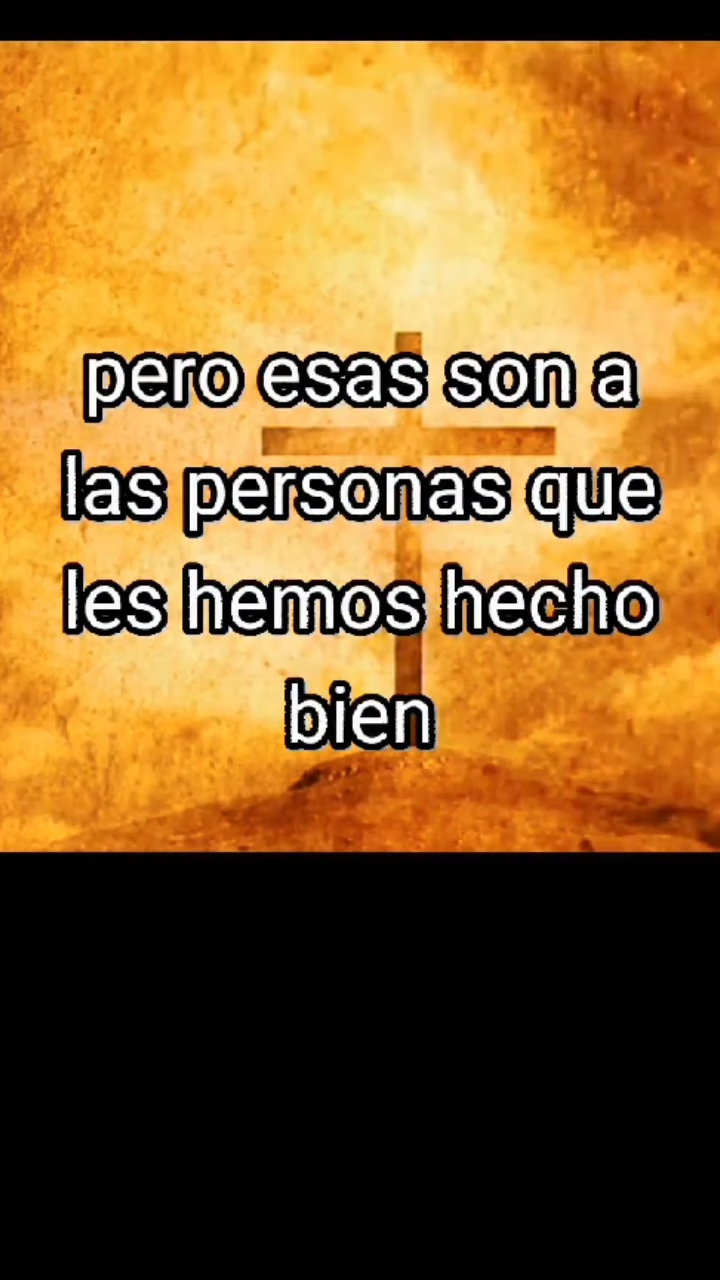 pero esas son a
las personas que
les hemos hecho
bien